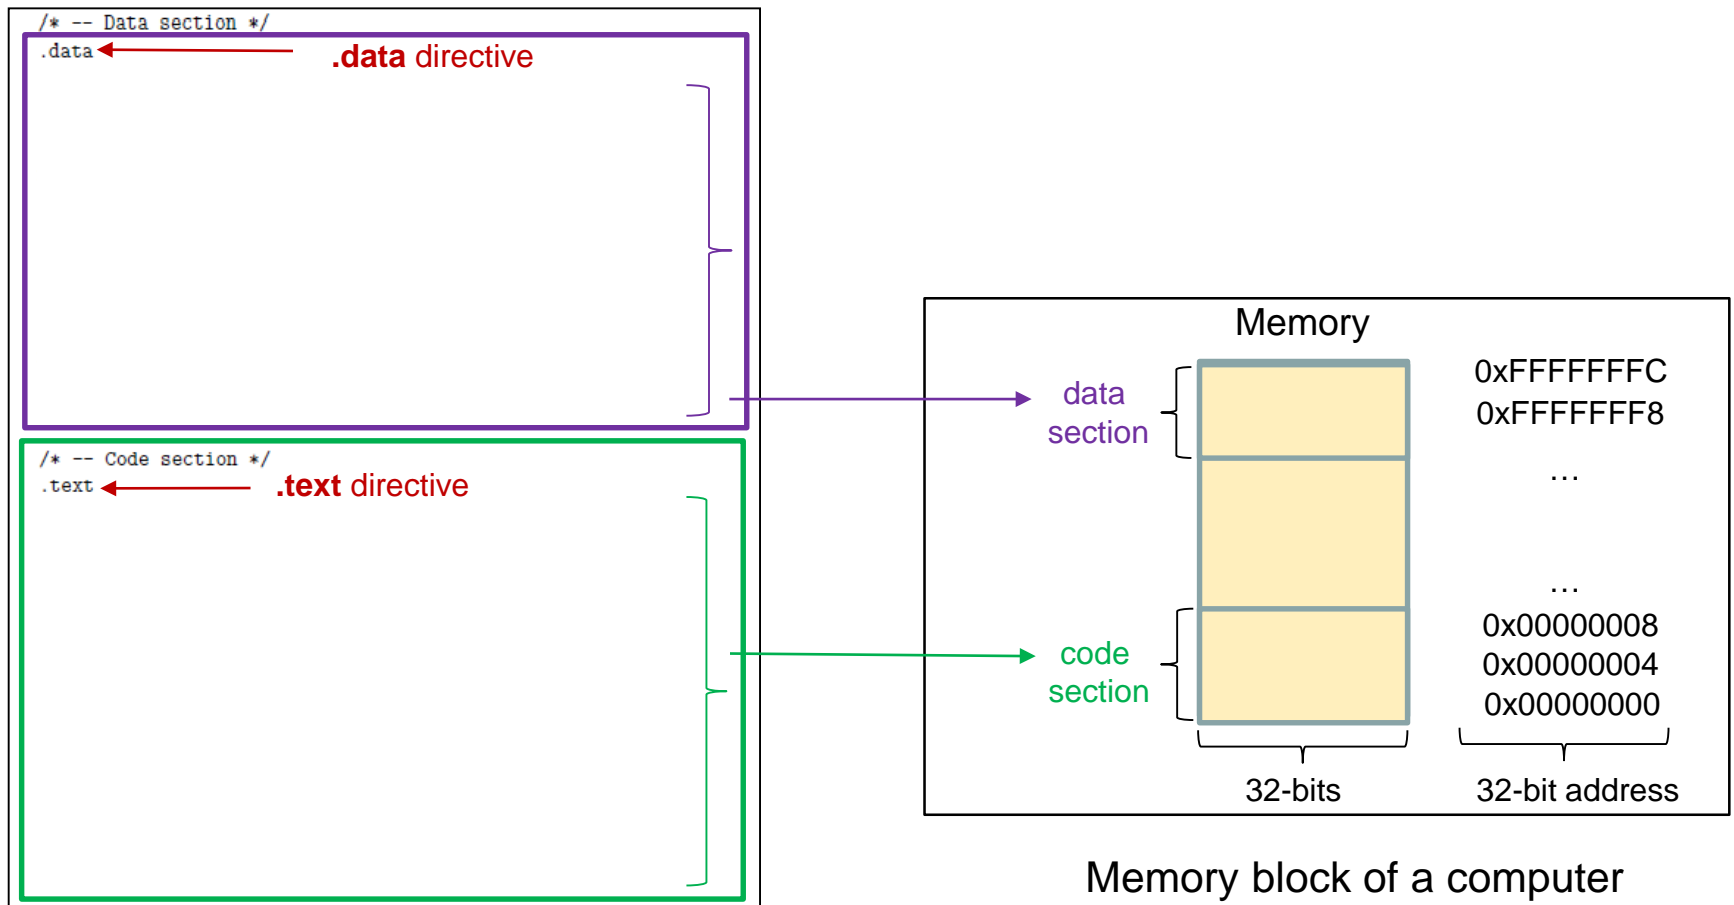 /* -- Data section */
.data
.data directive
/* -- Code section */
.text
.text directive
Memory
data
section
code
section
0xFFFFFFFC
0xFFFFFFF8
…
…
0x00000008
0x00000004
0x00000000
32-bits
32-bit address
Memory block of a computer